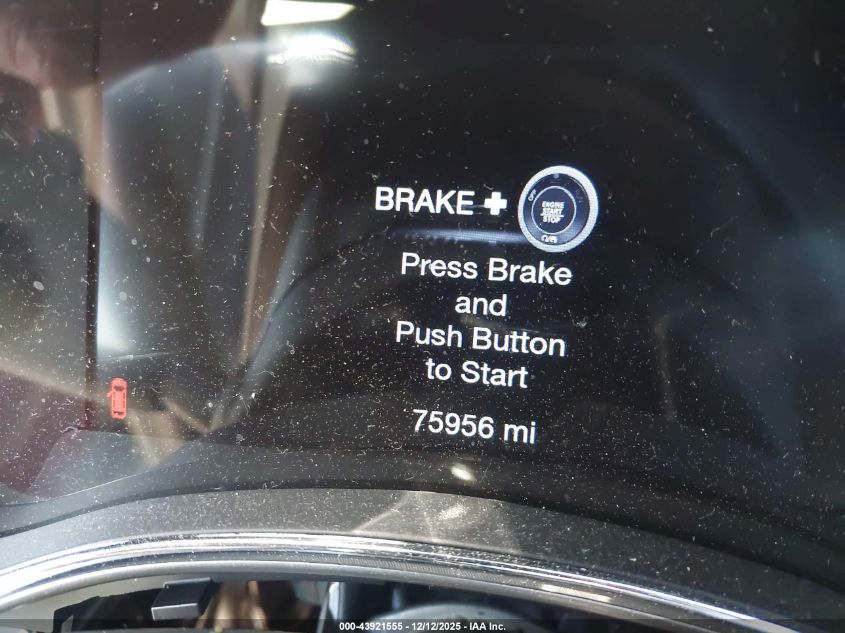 BRAKE +
OFF
ENGINE
START
STOP
Press Brake
and
Push Button
to Start
75956 mi
000-43921555 - 12/12/2025 - IAA Inc.